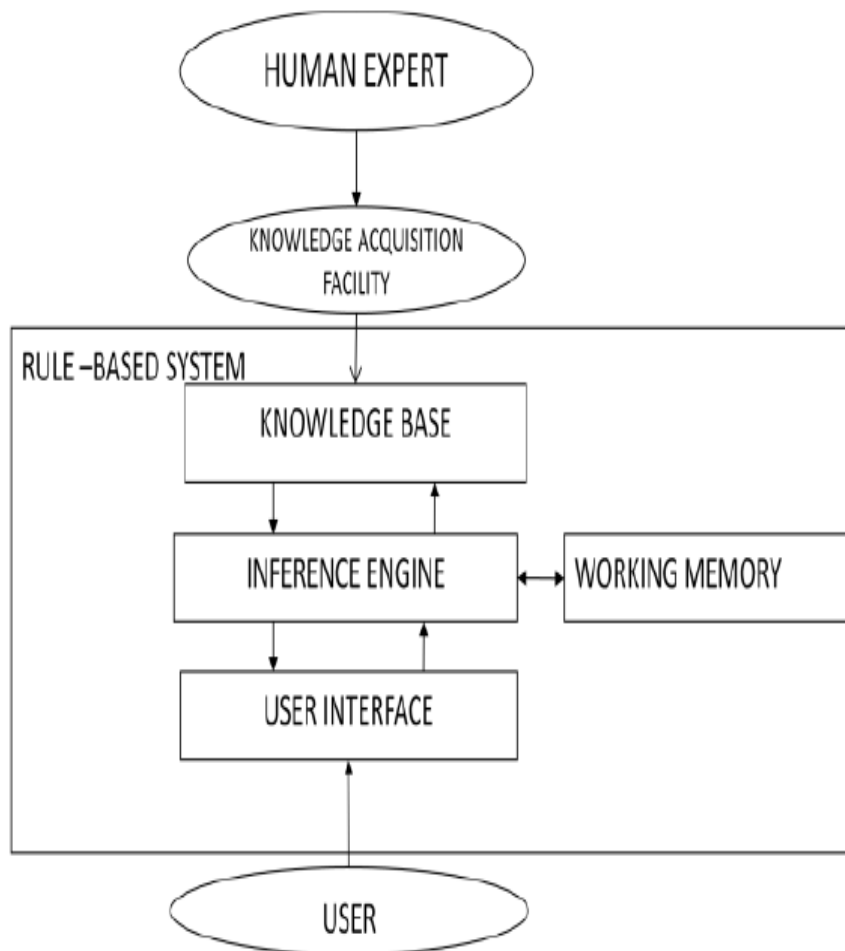 HUMAN EXPERT
KNOWLEDGE ACQUISITION
FACILITY
RULE –BASED SYSTEM
KNOWLEDGE BASE
INFERENCE ENGINE
WORKING MEMORY
USER INTERFACE
USER